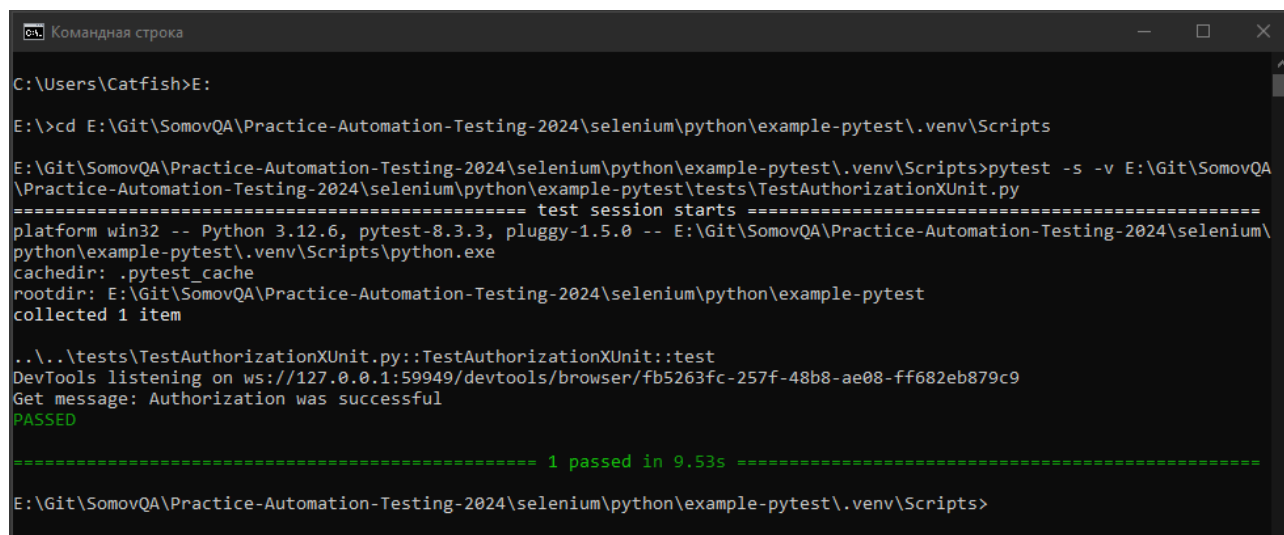 Командная строка
C:\Users\Catfish>E:
E:\>cd E:\Git\SomovQA\Practice-Automation-Testing-2024\selenium\python\example-pytest\.venv\Scripts
E:\Git\SomovQA\Practice-Automation-Testing-2024\selenium\python\example-pytest\.venv\Scripts>pytest -s -v E:\Git\SomovQA
\Practice-Automation-Testing-2024\selenium\python\example-pytest\tests\TestAuthorizationXUnit.py
================================================= test session starts =================================================
platform win32 -- Python 3.12.6, pytest-8.3.3, pluggy-1.5.0 -- E:\Git\SomovQA\Practice-Automation-Testing-2024\selenium\
python\example-pytest\.venv\Scripts\python.exe
cachedir: .pytest_cache
rootdir: E:\Git\SomovQA\Practice-Automation-Testing-2024\selenium\python\example-pytest
collected 1 item
..\..\tests\TestAuthorizationXUnit.py::TestAuthorizationXUnit::test
DevTools listening on ws://127.0.0.1:59949/devtools/browser/fb5263fc-257f-48b8-ae08-ff682eb879c9
Get message: Authorization was successful
PASSED
================================================== 1 passed in 9.53s ==================================================
E:\Git\SomovQA\Practice-Automation-Testing-2024\selenium\python\example-pytest\.venv\Scripts>